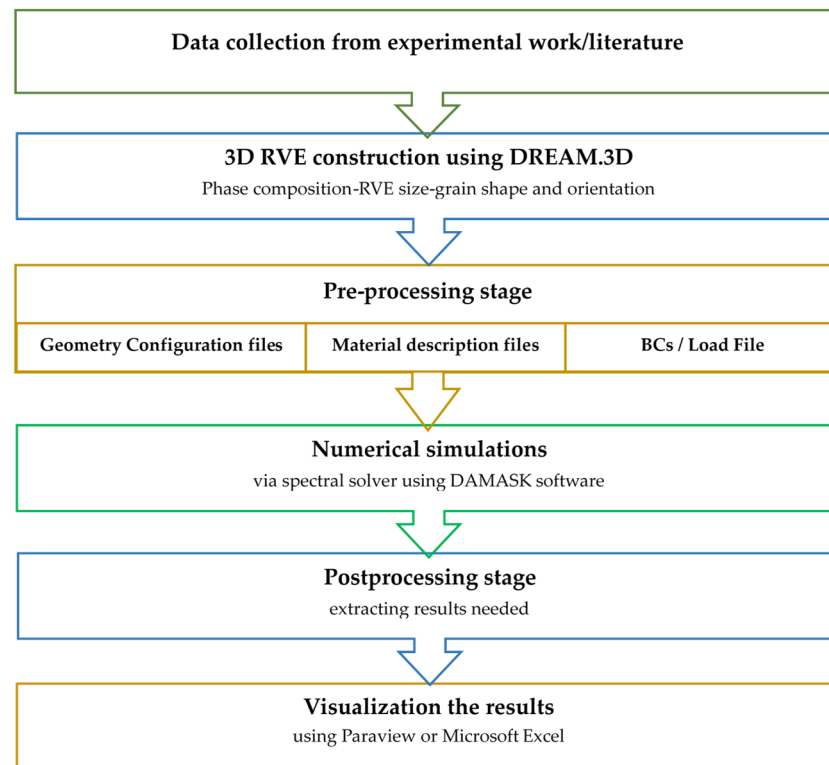 Data collection from experimental work/literature
3D RVE construction using DREAM.3D
Phase composition-RVE size-grain shape and orientation
Pre-processing stage
Geometry Configuration files
Material description files
BCs / Load File
Numerical simulations
via spectral solver using DAMASK software
Postprocessing stage
extracting results needed
Visualization the results
using Paraview or Microsoft Excel